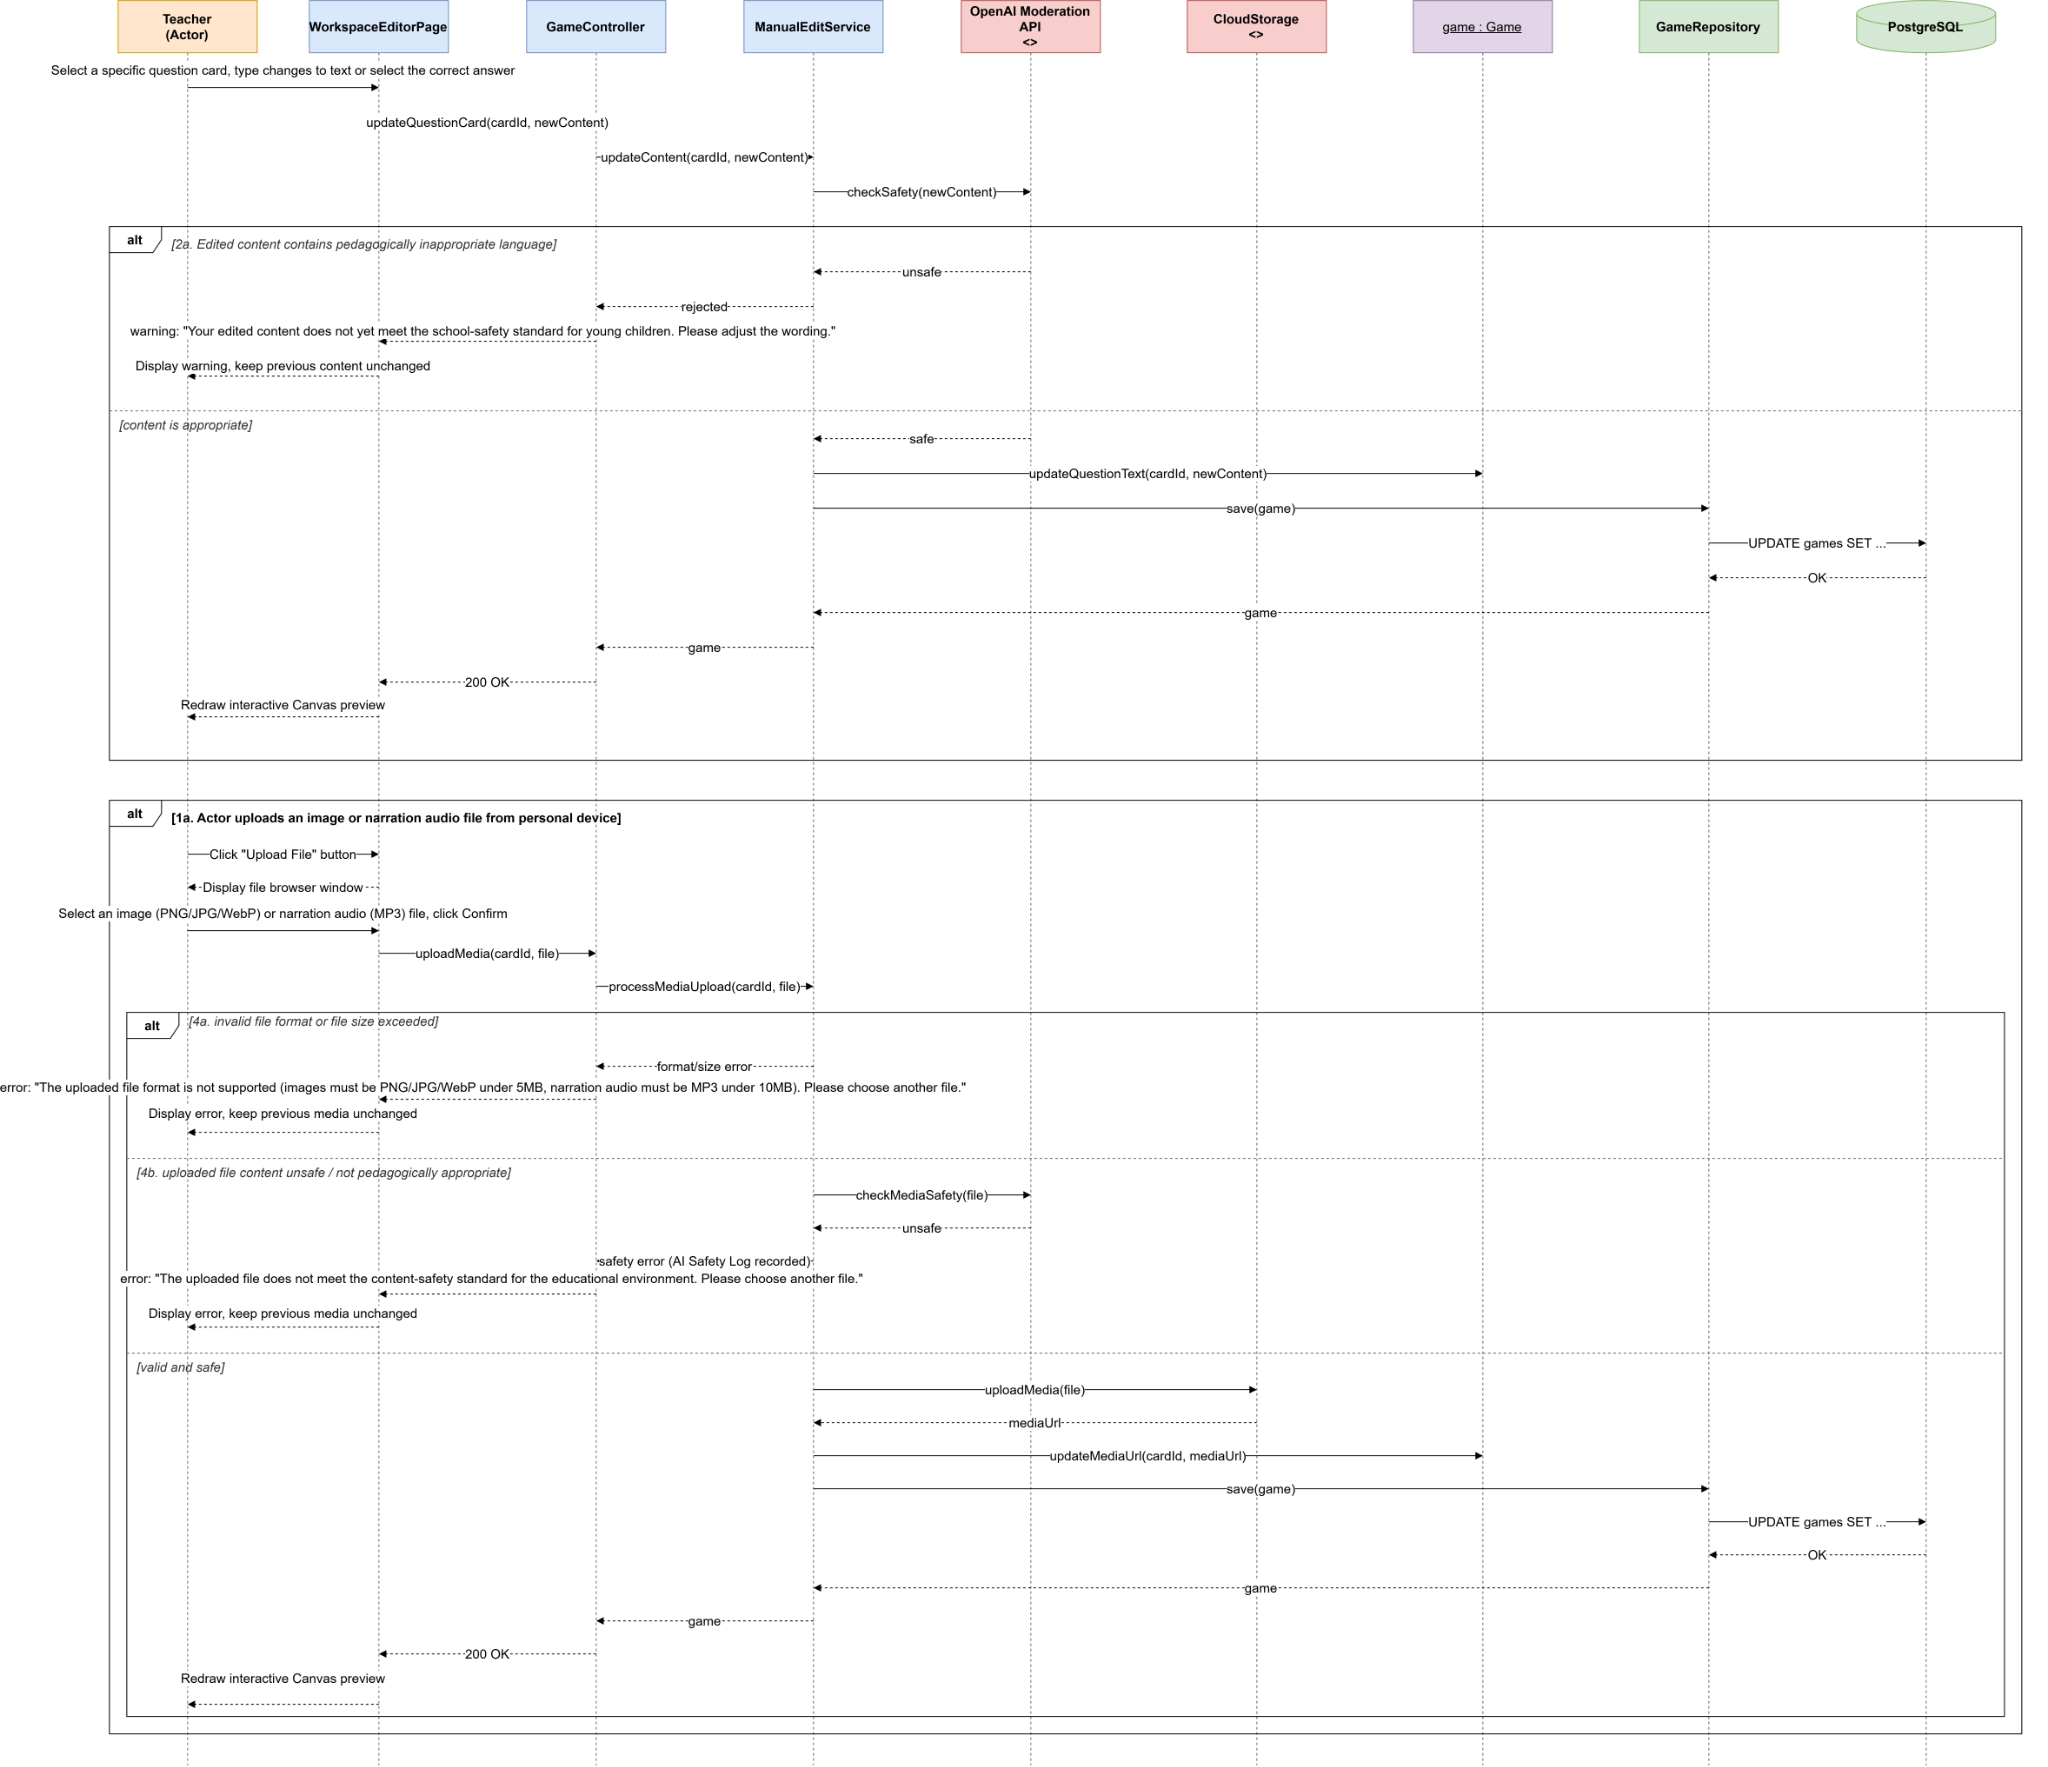 Teacher
(Actor)
WorkspaceEditorPage
GameController
ManualEditService
OpenAI Moderation
API
<>
CloudStorage
<>
game : Game
GameRepository
PostgreSQL
Select a specific question card, type changes to text or select the correct answer
updateQuestionCard(cardId, newContent)
updateContent(cardId, newContent)
checkSafety(newContent)
alt
[2a. Edited content contains pedagogically inappropriate language]
unsafe
rejected
warning: "Your edited content does not yet meet the school-safety standard for young children. Please adjust the wording."
Display warning, keep previous content unchanged
[content is appropriate]
safe
updateQuestionText(cardId, newContent)
save(game)
UPDATE games SET ...
OK
game
game
200 OK
Redraw interactive Canvas preview
alt
[1a. Actor uploads an image or narration audio file from personal device]
Click "Upload File" button
Display file browser window
Select an image (PNG/JPG/WebP) or narration audio (MP3) file, click Confirm
uploadMedia(cardId, file)
processMediaUpload(cardId, file)
alt
[4a. invalid file format or file size exceeded]
format/size error
error: "The uploaded file format is not supported (images must be PNG/JPG/WebP under 5MB, narration audio must be MP3 under 10MB). Please choose another file."
Display error, keep previous media unchanged
[4b. uploaded file content unsafe / not pedagogically appropriate]
checkMediaSafety(file)
unsafe
safety error (AI Safety Log recorded)
error: "The uploaded file does not meet the content-safety standard for the educational environment. Please choose another file."
Display error, keep previous media unchanged
[valid and safe]
uploadMedia(file)
mediaUrl
updateMediaUrl(cardId, mediaUrl)
save(game)
UPDATE games SET ...
OK
game
game
200 OK
Redraw interactive Canvas preview